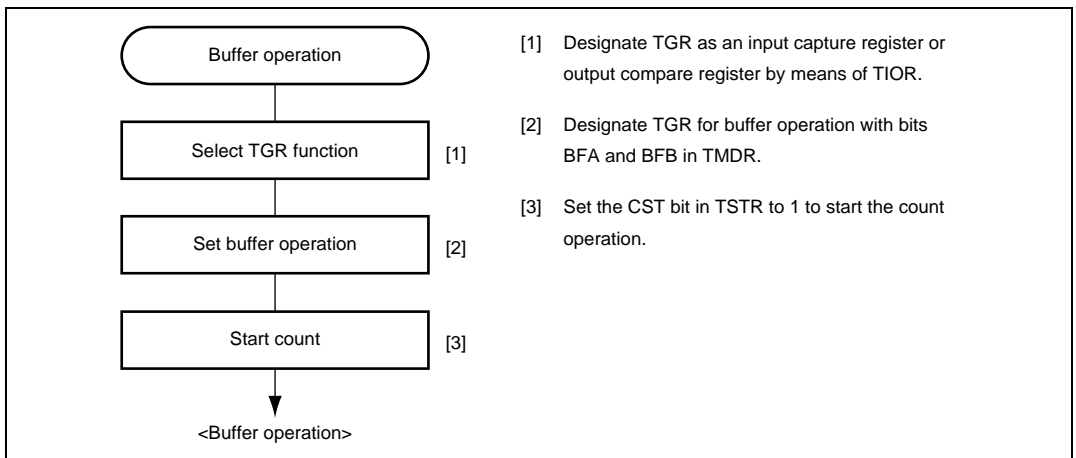 Buffer operation
Select TGR function
[1]
Set buffer operation
[2]
Start count
[3]
<Buffer operation>
[1] Designate TGR as an input capture register or
output compare register by means of TIOR.
[2] Designate TGR for buffer operation with bits
BFA and BFB in TMDR.
[3] Set the CST bit in TSTR to 1 to start the count
operation.